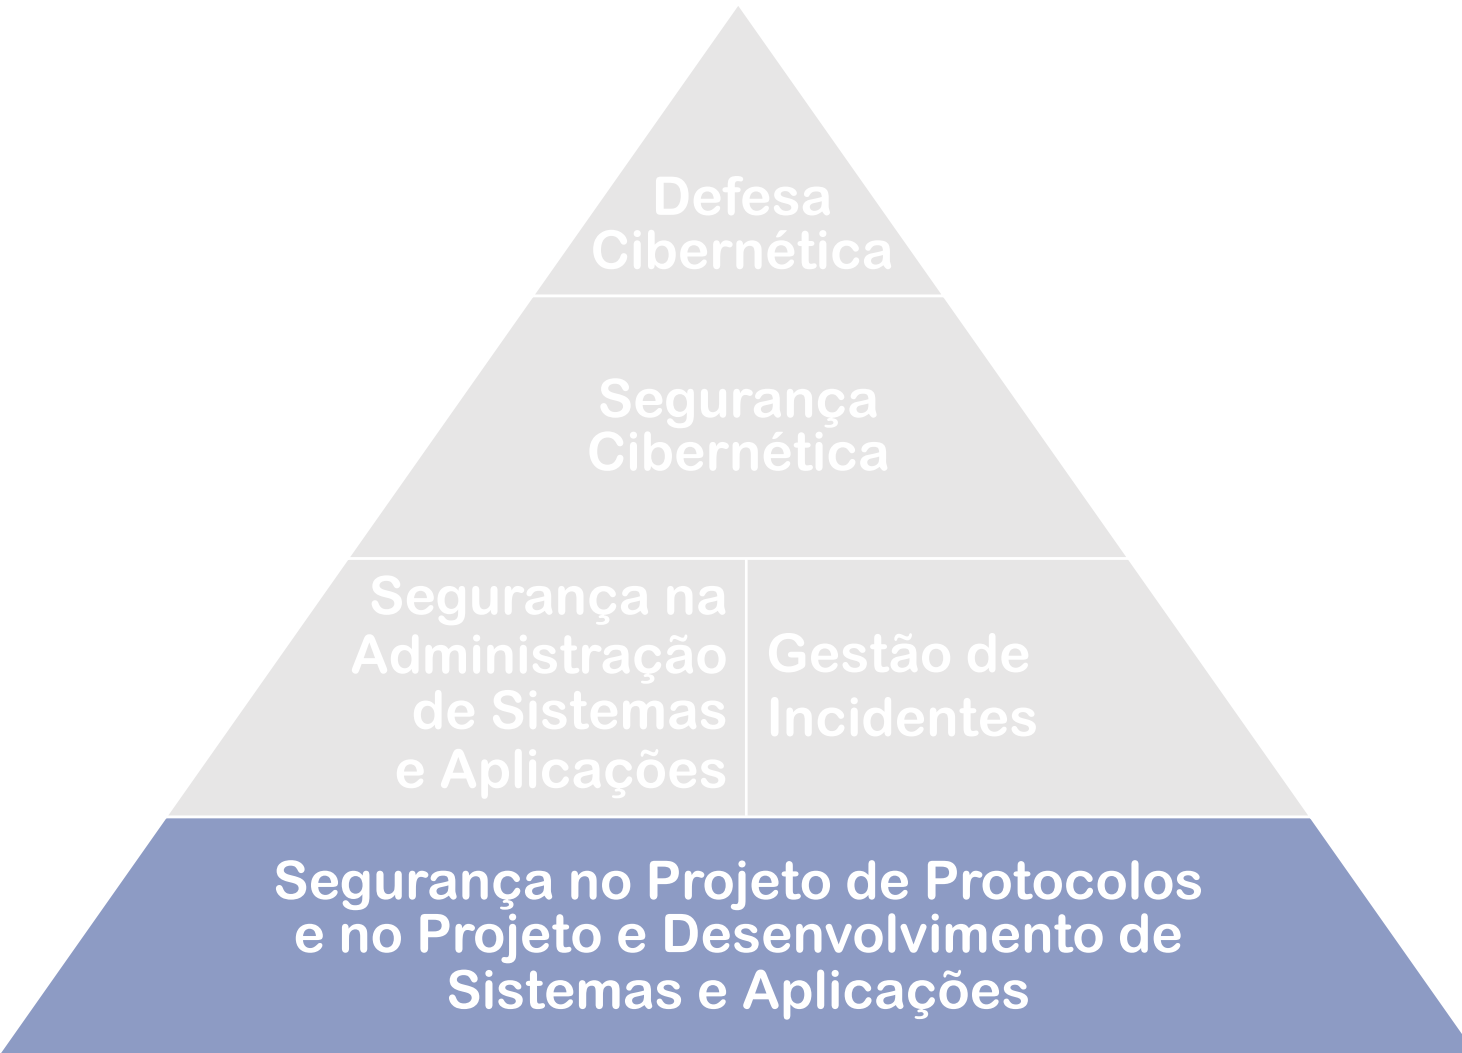 Defesa
Cibernética
Segurança
Cibernética
Segurança na
Administração
de Sistemas
e Aplicações
Gestão de
Incidentes
Segurança no Projeto de Protocolos
e no Projeto e Desenvolvimento de
Sistemas e Aplicações